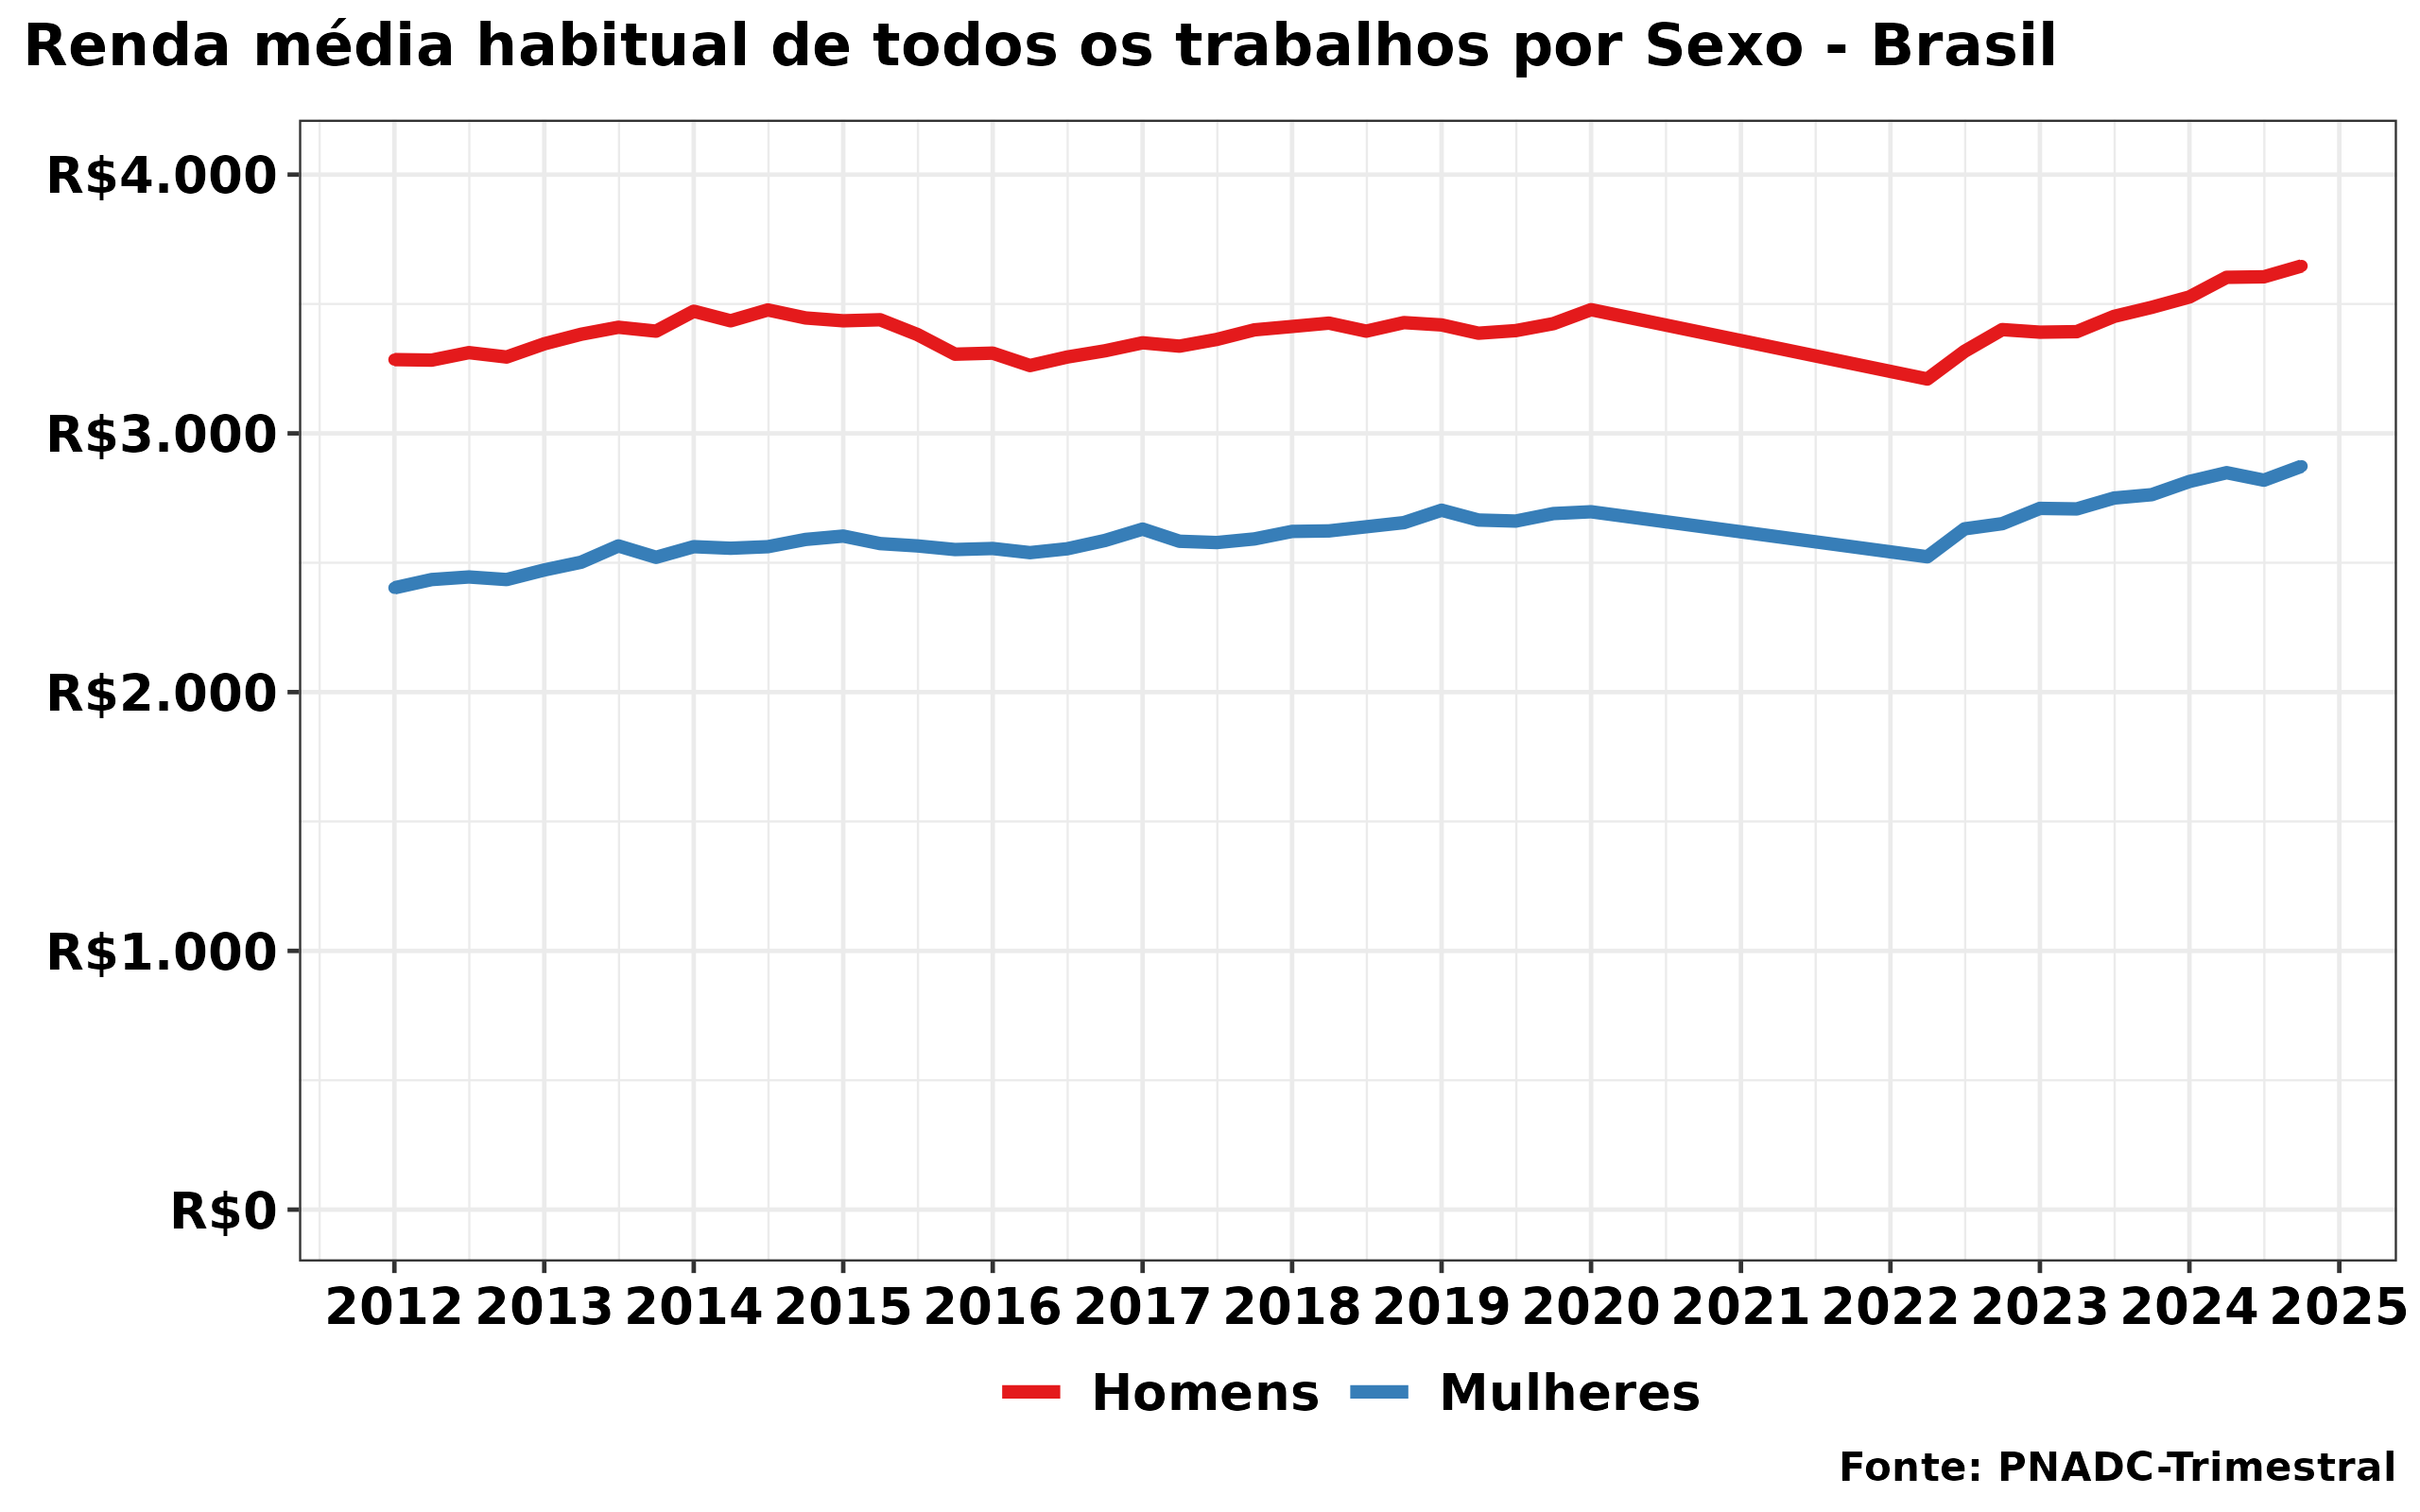 Renda média habitual de todos os trabalhos por Sexo - Brasil
R$4.000
R$3.000
R$2.000
R$1.000
R$0
2012 2013 2014 2015 2016 2017 2018 2019 2020 2021 2022 2023 2024 2025
Homens Mulheres
Fonte: PNADC-Trimestral